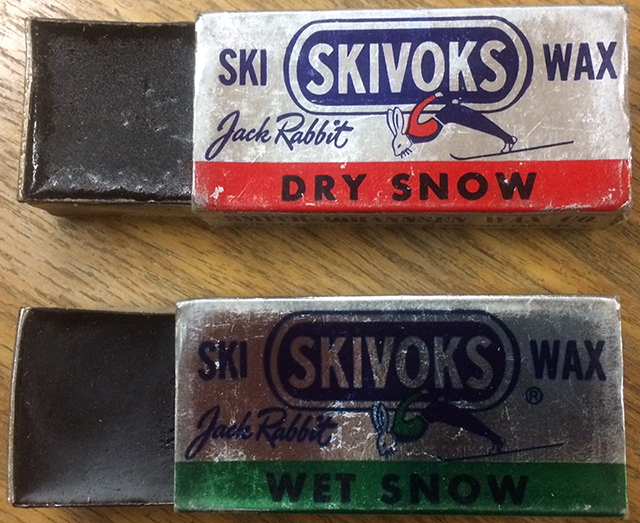 SKI SKIVOKS WAX
Jack Rabbit
DRY SNOW
SKI SKIVOKS WAX
®
Jack Rabbit
WET SNOW